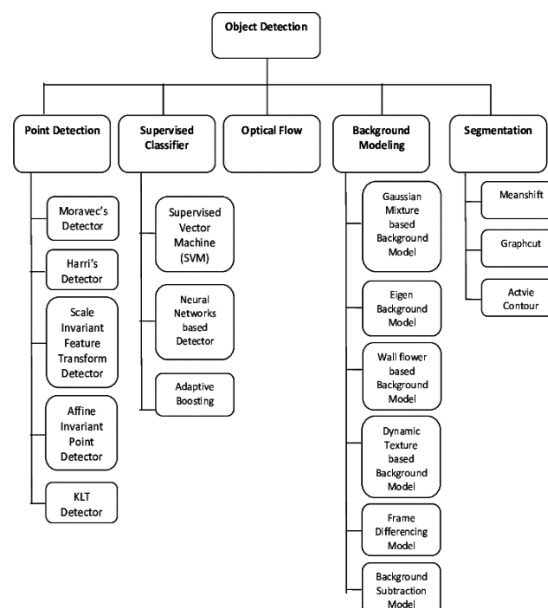 Object Detection
Point Detection
Supervised
Classifier
Optical Flow
Background
Modeling
Segmentation
Moravec's
Detector
Harri's
Detector
Scale
Invariant
Feature
Transform
Detector
Affine
Invariant
Point
Detector
KLT
Detector
Supervised
Vector
Machine
(SVM)
Neural
Networks
based
Detector
Adaptive
Boosting
Gaussian
Mixture
based
Background
Model
Eigen
Background
Model
Wall flower
based
Background
Model
Dynamic
Texture
based
Background
Model
Frame
Differencing
Model
Background
Subtraction
Model
Meanshift
Graphcut
Actvie
Contour